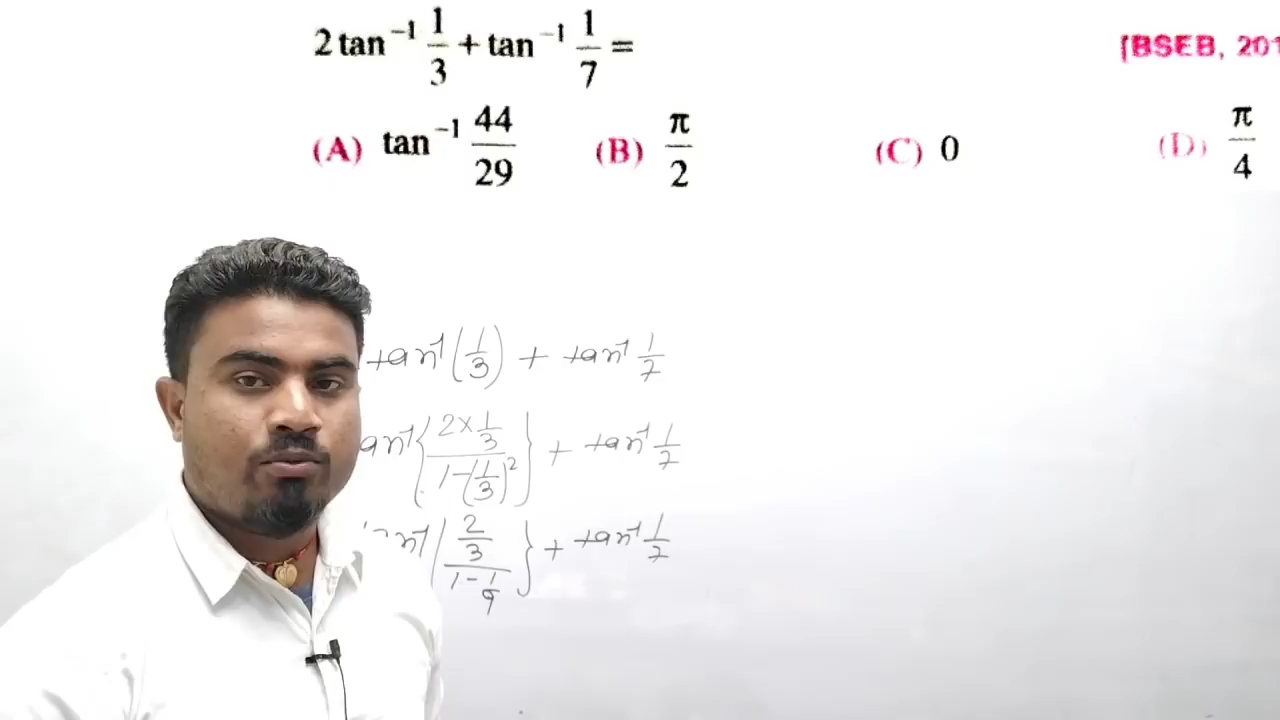 2 tan⁻¹ 1/3 + tan⁻¹ 1/7 =
[BSEB, 201
(A) tan⁻¹ 44/29 (B) π/2 (C) 0 (D) π/4
tan⁻¹ (1/3) + tan⁻¹ 1/7
an⁻¹ { 2 × 1/3 / 1 - (1/3)² } + tan⁻¹ 1/7
{ 2/3 / 1 - 1/9 } + tan⁻¹ 1/7